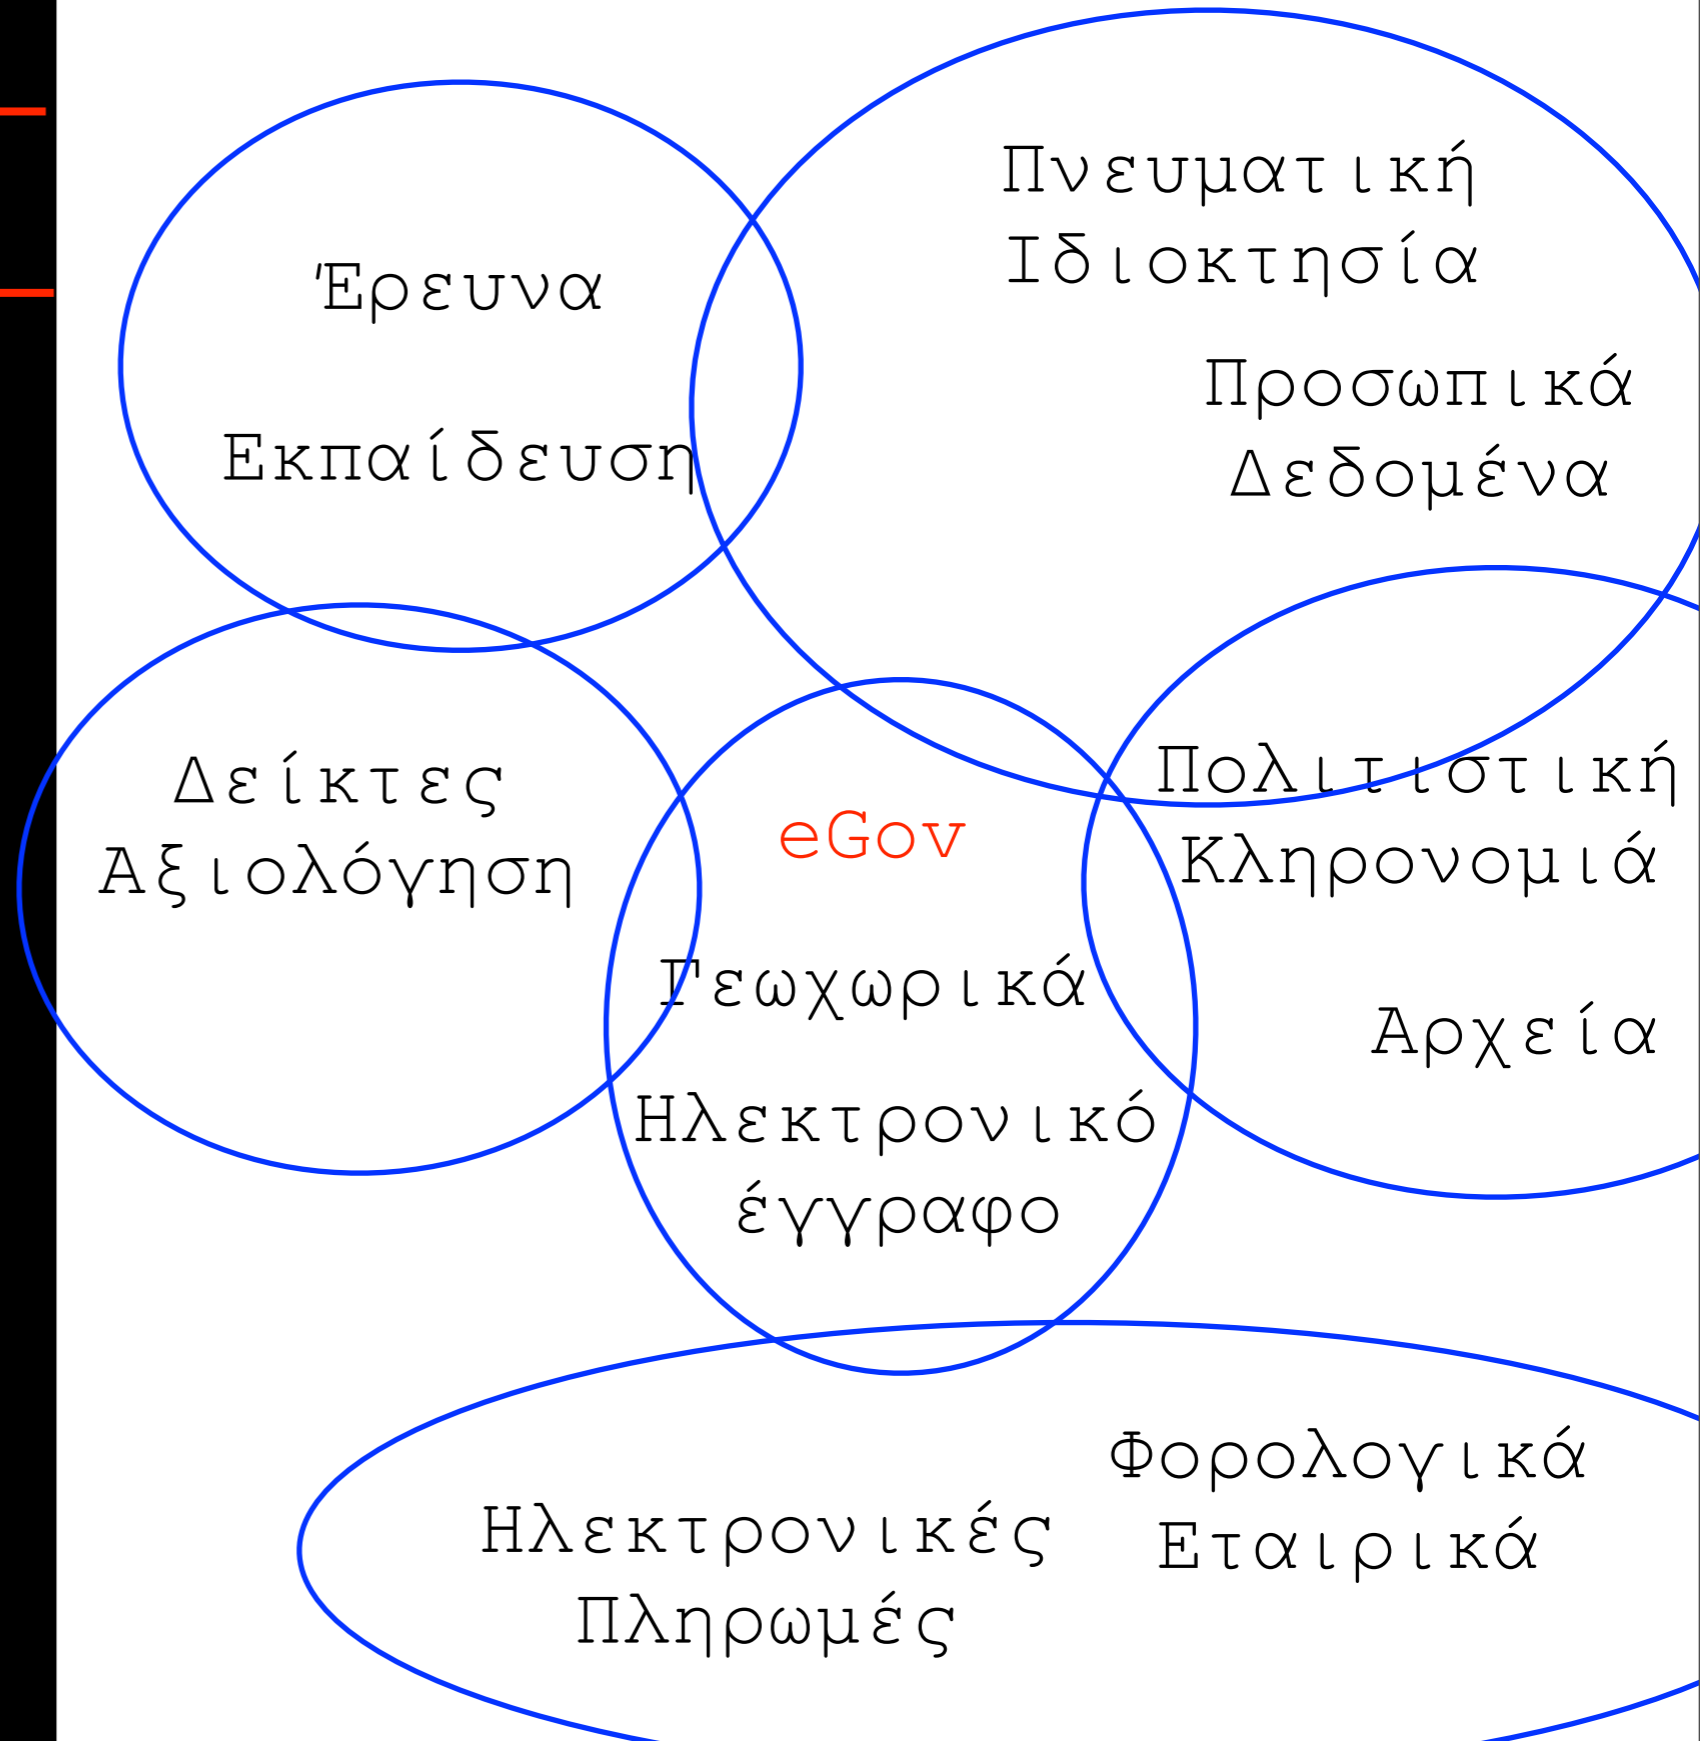 Πνευματική
Ιδιοκτησία
Έρευνα
Προσωπικά
Δεδομένα
Εκπαίδευση
Πολιτιστική
Κληρονομιά
Δείκτες
Αξιολόγηση
eGov
Γεωχωρικά
Αρχεία
Ηλεκτρονικό
έγγραφο
Φορολογικά
Εταιρικά
Ηλεκτρονικές
Πληρωμές